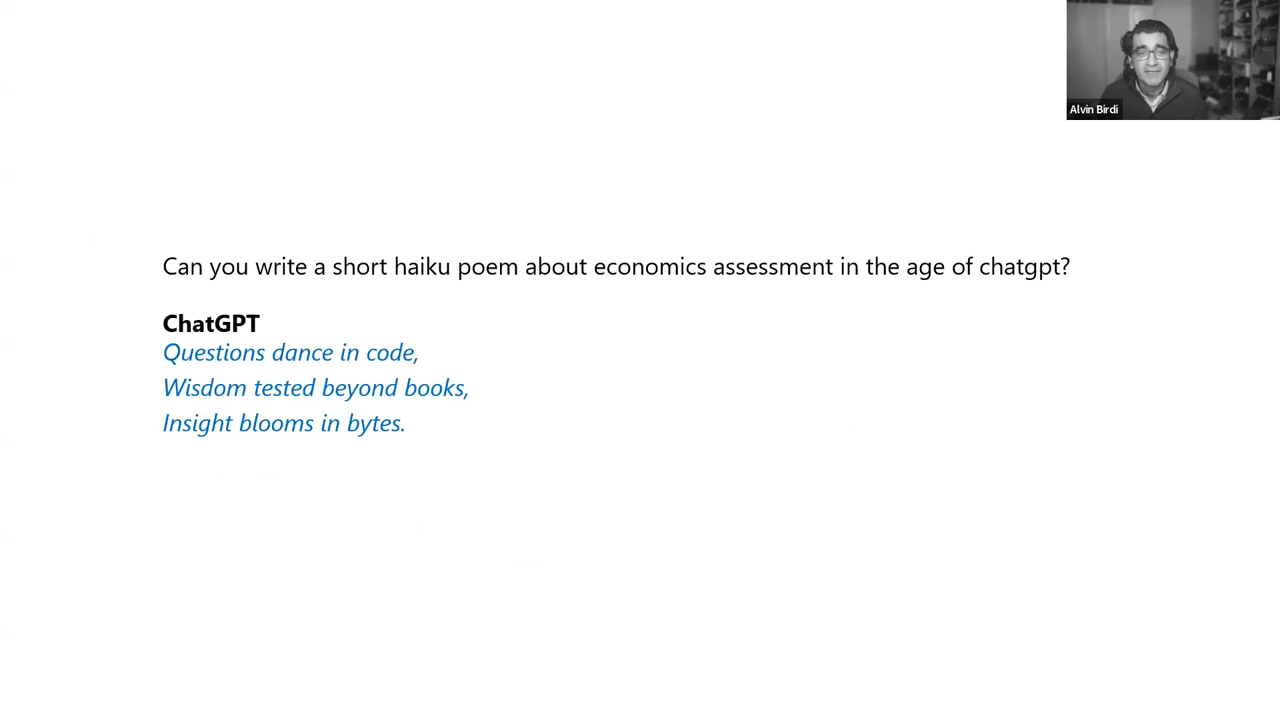 Alvin Birdi
Can you write a short haiku poem about economics assessment in the age of chatgpt?
ChatGPT
Questions dance in code,
Wisdom tested beyond books,
Insight blooms in bytes.